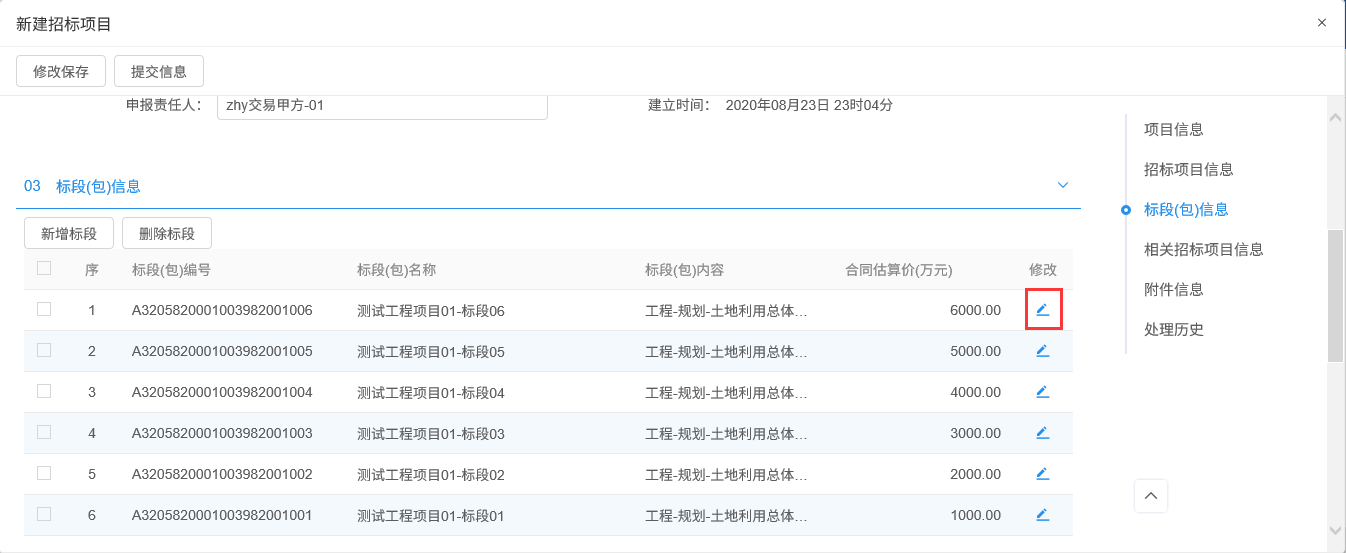 新建招标项目
修改保存 提交信息
申报责任人： zhy交易甲方-01 建立时间： 2020年08月23日 23时04分
03 标段(包)信息
新增标段 删除标段
序 标段(包)编号 标段(包)名称 标段(包)内容 合同估算价(万元) 修改
1 A3205820001003982001006 测试工程项目01-标段06 工程-规划-土地利用总体... 6000.00
2 A3205820001003982001005 测试工程项目01-标段05 工程-规划-土地利用总体... 5000.00
3 A3205820001003982001004 测试工程项目01-标段04 工程-规划-土地利用总体... 4000.00
4 A3205820001003982001003 测试工程项目01-标段03 工程-规划-土地利用总体... 3000.00
5 A3205820001003982001002 测试工程项目01-标段02 工程-规划-土地利用总体... 2000.00
6 A3205820001003982001001 测试工程项目01-标段01 工程-规划-土地利用总体... 1000.00
项目信息
招标项目信息
标段(包)信息
相关招标项目信息
附件信息
处理历史